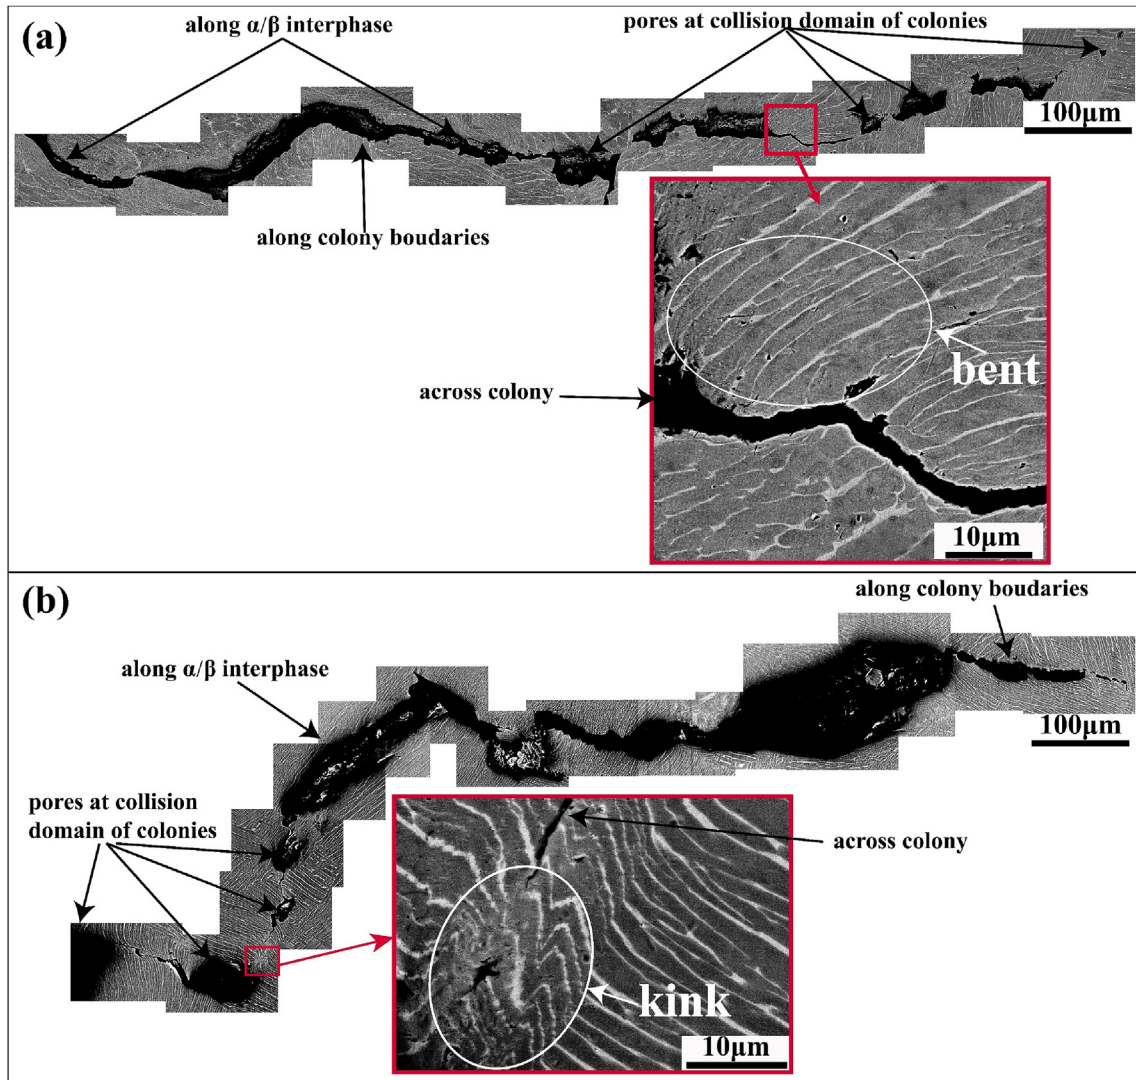 (a)
along α/β interphase
pores at collision domain of colonies
100μm
along colony boudaries
bent
across colony
10μm
(b)
along colony boudaries
along α/β interphase
100μm
pores at collision
domain of colonies
across colony
kink
10μm